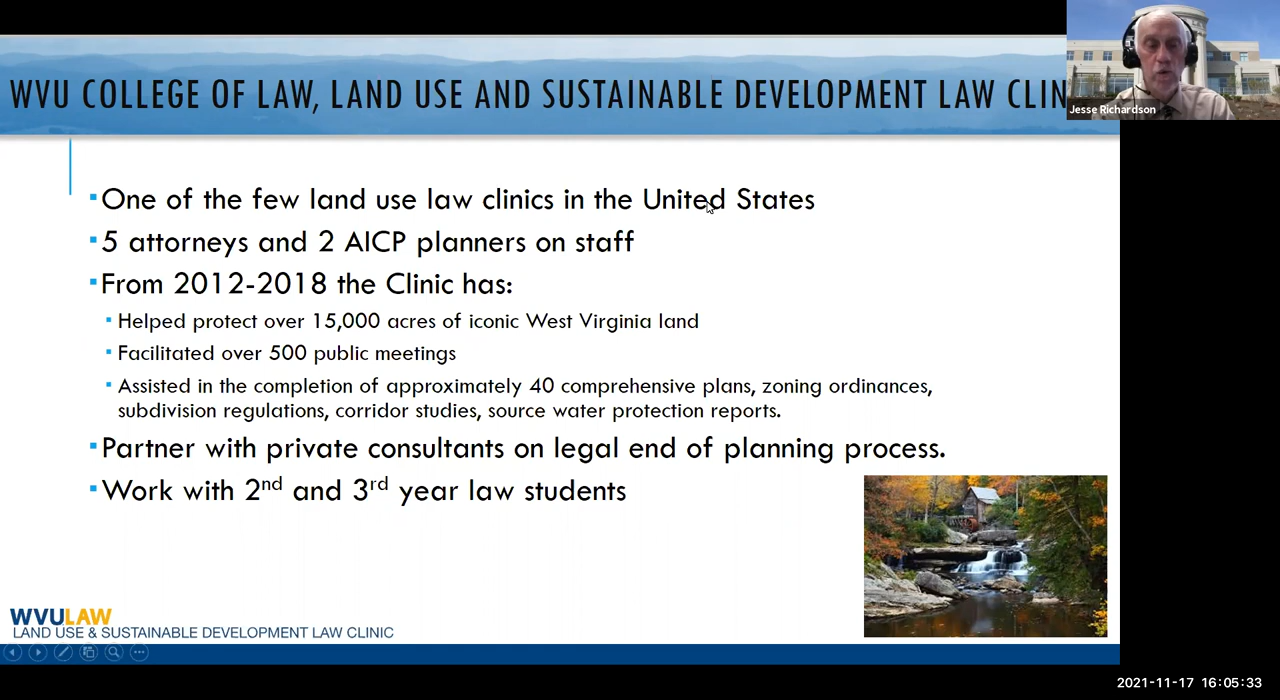 WVU COLLEGE OF LAW, LAND USE AND SUSTAINABLE DEVELOPMENT LAW CLIN
Jesse Richardson
▪One of the few land use law clinics in the United States
▪5 attorneys and 2 AICP planners on staff
▪From 2012-2018 the Clinic has:
▪Helped protect over 15,000 acres of iconic West Virginia land
▪Facilitated over 500 public meetings
▪Assisted in the completion of approximately 40 comprehensive plans, zoning ordinances,
subdivision regulations, corridor studies, source water protection reports.
▪Partner with private consultants on legal end of planning process.
▪Work with 2nd and 3rd year law students
WVULAW
LAND USE & SUSTAINABLE DEVELOPMENT LAW CLINIC
2021-11-17 16:05:33